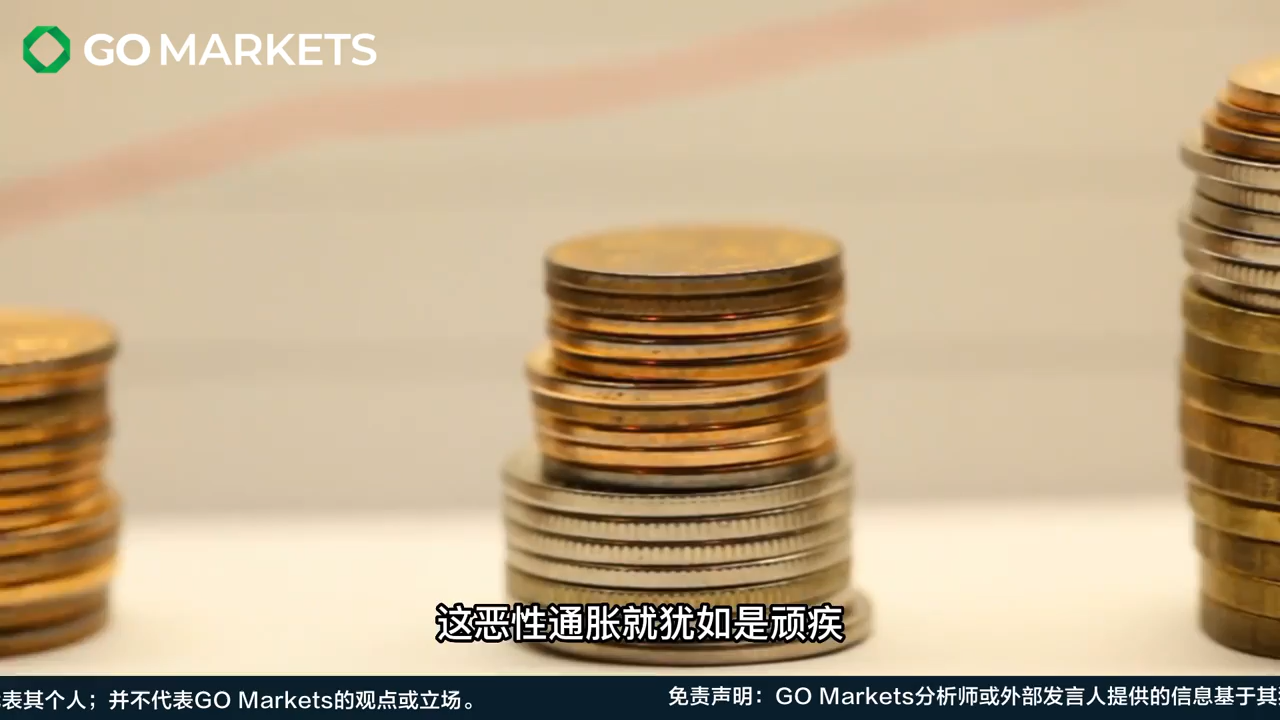 GO MARKETS
这恶性通胀就犹如是顽疾
表其个人；并不代表GO Markets的观点或立场。 免责声明：GO Markets分析师或外部发言人提供的信息基于其